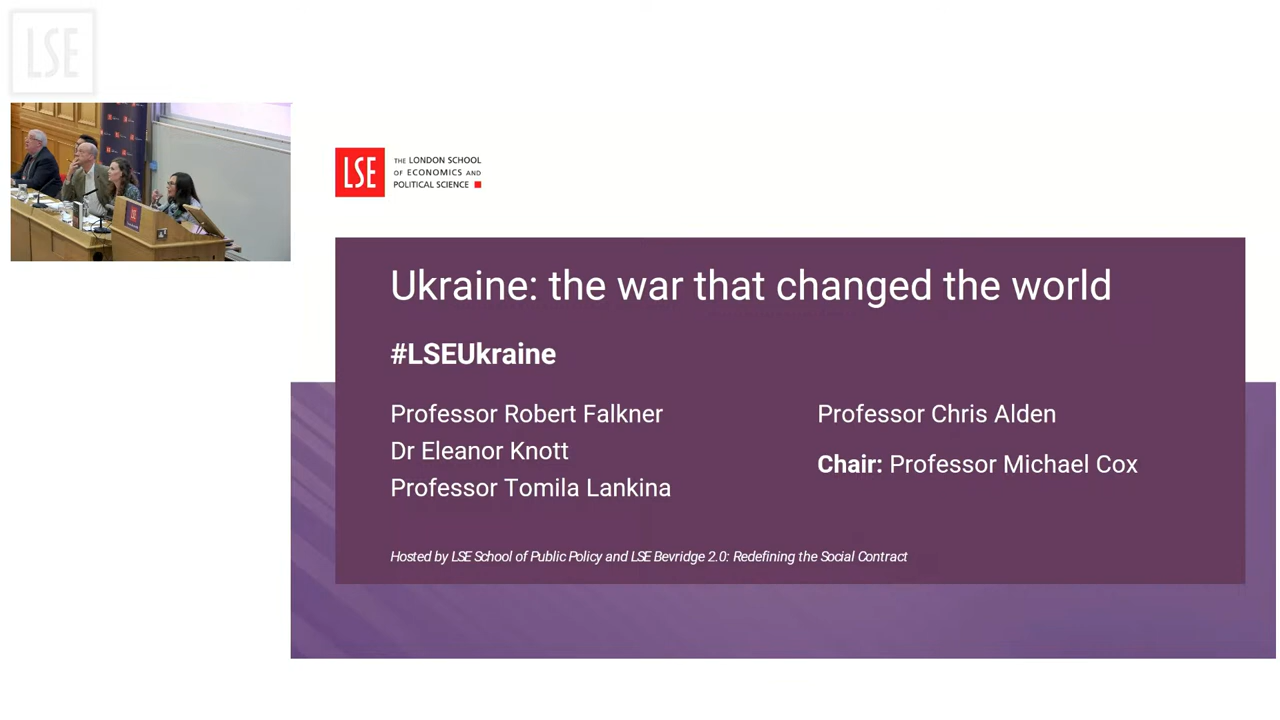 LSE
LSE
THE LONDON SCHOOL
OF ECONOMICS AND
POLITICAL SCIENCE
Ukraine: the war that changed the world
#LSEUkraine
Professor Robert Falkner
Dr Eleanor Knott
Professor Tomila Lankina
Professor Chris Alden
Chair: Professor Michael Cox
Hosted by LSE School of Public Policy and LSE Bevridge 2.0: Redefining the Social Contract